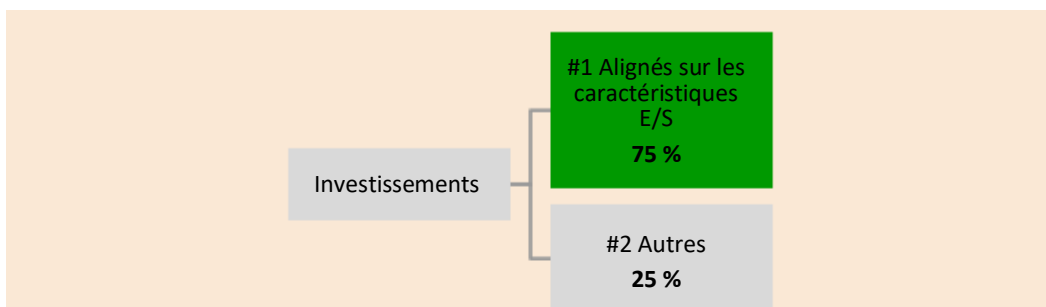 #1 Alignés sur les
caractéristiques
E/S
75 %
Investissements
#2 Autres
25 %